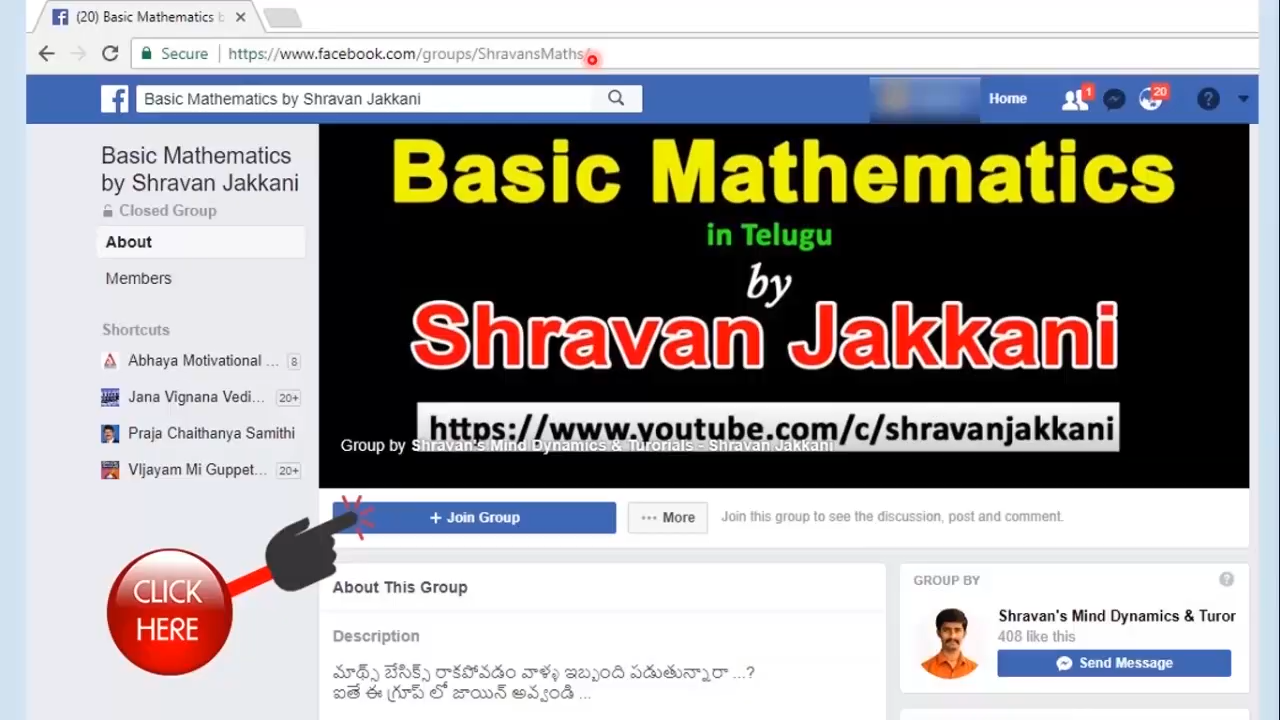 (20) Basic Mathematics b
Secure
https://www.facebook.com/groups/ShravansMaths/
Basic Mathematics by Shravan Jakkani
Home
1
20
?
Basic Mathematics
by Shravan Jakkani
Closed Group
About
Members
Shortcuts
Abhaya Motivational ... 8
Jana Vignana Vedi... 20+
Praja Chaithanya Samithi
VIjayam Mi Guppet... 20+
Basic Mathematics
in Telugu
by
Shravan Jakkani
https://www.youtube.com/c/shravanjakkani
Group by Shravan's Mind Dynamics & Turorials - Shravan Jakkani
+ Join Group
··· More
Join this group to see the discussion, post and comment.
CLICK
HERE
About This Group
Description
మాథ్స్ బేసిక్స్ రాకపోవడం వాళ్ళ ఇబ్బంది పడుతున్నారా ...?
ఐతే ఈ గ్రూప్ లో జాయిన్ అవ్వండి ...
GROUP BY
?
Shravan's Mind Dynamics & Turor
408 like this
Send Message